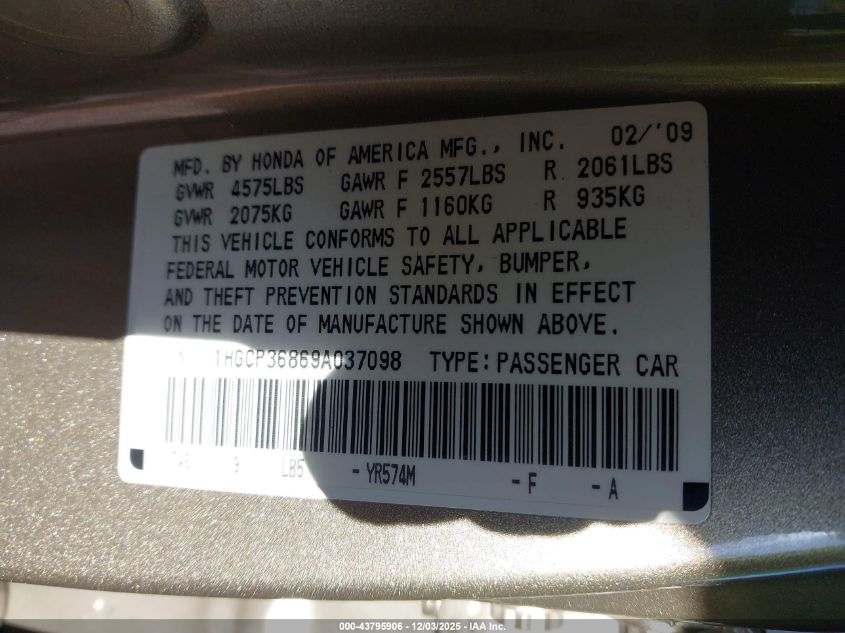 MFD. BY HONDA OF AMERICA MFG., INC. 02/'09
GVWR 4575LBS GAWR F 2557LBS R 2061LBS
GVWR 2075KG GAWR F 1160KG R 935KG
THIS VEHICLE CONFORMS TO ALL APPLICABLE
FEDERAL MOTOR VEHICLE SAFETY, BUMPER,
AND THEFT PREVENTION STANDARDS IN EFFECT
ON THE DATE OF MANUFACTURE SHOWN ABOVE.
1HGCP36869A037098 TYPE:PASSENGER CAR
-YR574M -F -A
000-43795906 - 12/03/2025 - IAA Inc.